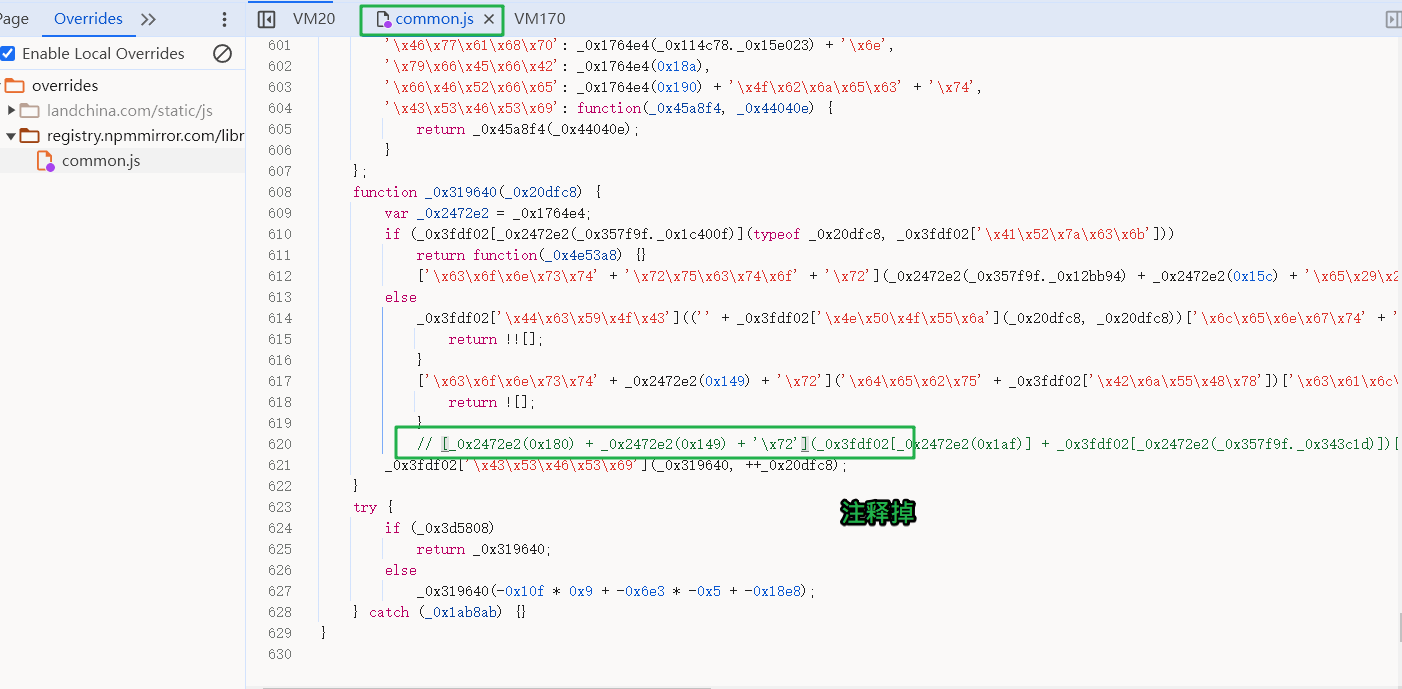 Page Overrides
VM20 common.js VM170
Enable Local Overrides
overrides
landchina.com/static/js
registry.npmmirror.com/libr
common.js
601 '\x46\x77\x61\x68\x70': _0x1764e4(_0x114c78._0x15e023) + '\x6e',
602 '\x79\x66\x45\x66\x42': _0x1764e4(0x18a),
603 '\x66\x46\x52\x66\x65': _0x1764e4(0x190) + '\x4f\x62\x6a\x65\x63' + '\x74',
604 '\x43\x53\x46\x53\x69': function(_0x45a8f4, _0x44040e) {
605 return _0x45a8f4(_0x44040e);
606 }
607 };
608 function _0x319640(_0x20dfc8) {
609 var _0x2472e2 = _0x1764e4;
610 if (_0x3fdf02[_0x2472e2(_0x357f9f._0x1c400f)](typeof _0x20dfc8, _0x3fdf02['\x41\x52\x7a\x63\x6b']))
611 return function(_0x4e53a8) {}
612 ['\x63\x6f\x6e\x73\x74' + '\x72\x75\x63\x74\x6f' + '\x72'](_0x2472e2(_0x357f9f._0x12bb94) + _0x2472e2(0x15c) + '\x65\x29\x2
613 else
614 _0x3fdf02['\x44\x63\x59\x4f\x43'](('' + _0x3fdf02['\x4e\x50\x4f\x55\x6a'](_0x20dfc8, _0x20dfc8))['\x6c\x65\x6e\x67\x74' + '
615 return !![];
616 }
617 ['\x63\x6f\x6e\x73\x74' + _0x2472e2(0x149) + '\x72']('\x64\x65\x62\x75' + _0x3fdf02['\x42\x6a\x55\x48\x78'])['\x63\x61\x6c\
618 return ![];
619 }
620 // [_0x2472e2(0x180) + _0x2472e2(0x149) + '\x72'](_0x3fdf02[_0x2472e2(0x1af)] + _0x3fdf02[_0x2472e2(_0x357f9f._0x343c1d)])[
621 _0x3fdf02['\x43\x53\x46\x53\x69'](_0x319640, ++_0x20dfc8);
622 }
注释掉
623 try {
624 if (_0x3d5808)
625 return _0x319640;
626 else
627 _0x319640(-0x10f * 0x9 + -0x6e3 * -0x5 + -0x18e8);
628 } catch (_0x1ab8ab) {}
629 }
630